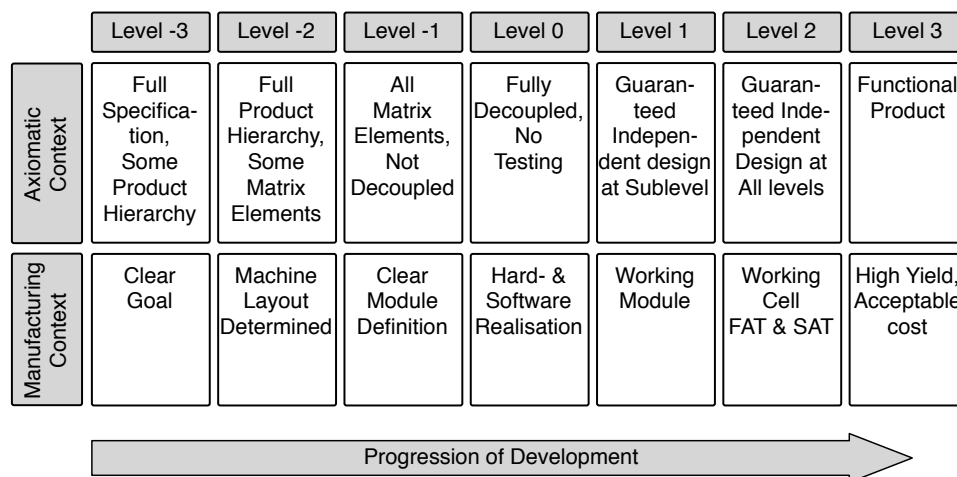 Level -3
Level -2
Level -1
Level 0
Level 1
Level 2
Level 3
Axiomatic
Context
Full
Specifica-
tion,
Some
Product
Hierarchy
Full
Product
Hierarchy,
Some
Matrix
Elements
All
Matrix
Elements,
Not
Decoupled
Fully
Decoupled,
No
Testing
Guaran-
teed
Indepen-
dent design
at Sublevel
Guaran-
teed Inde-
pendent
Design at
All levels
Functional
Product
Manufacturing
Context
Clear
Goal
Machine
Layout
Determined
Clear
Module
Definition
Hard- &
Software
Realisation
Working
Module
Working
Cell
FAT & SAT
High Yield,
Acceptable
cost
Progression of Development